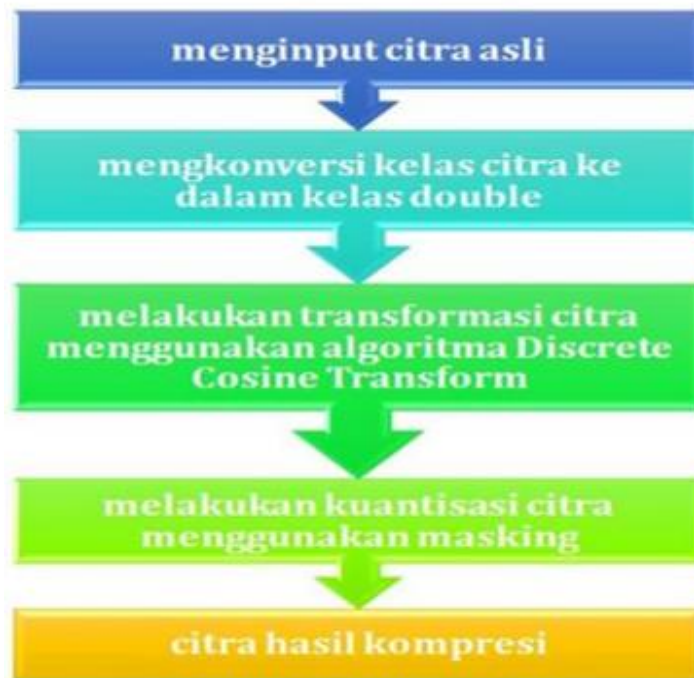 menginput citra asli
mengkonversi kelas citra ke
dalam kelas double
melakukan transformasi citra
menggunakan algoritma Discrete
Cosine Transform
melakukan kuantisasi citra
menggunakan masking
citra hasil kompresi